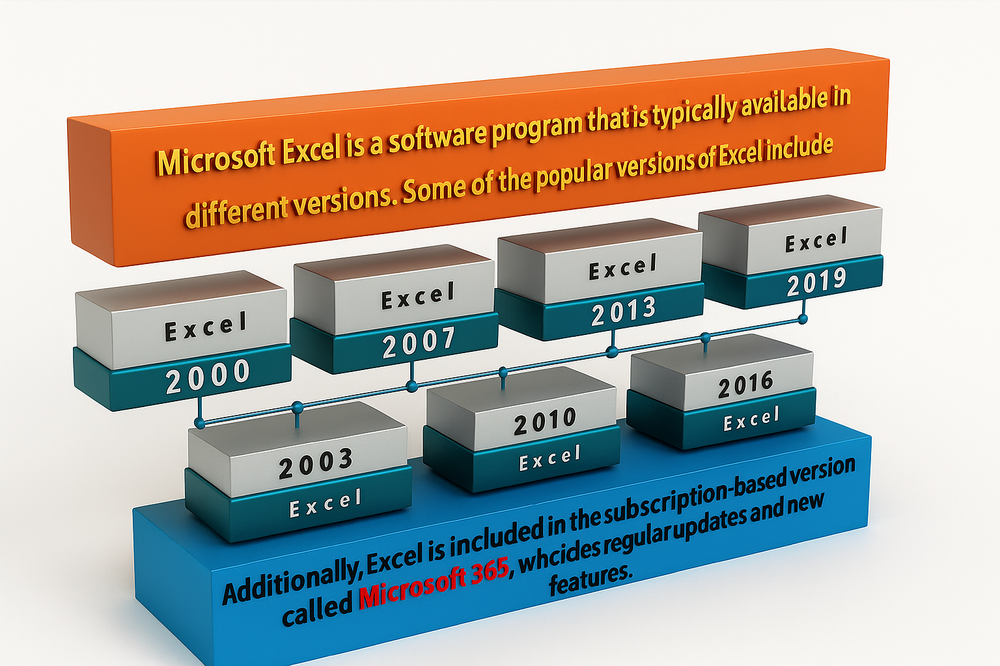 Microsoft Excel is a software program that is typically available in
different versions. Some of the popular versions of Excel include
Excel
2000
Excel
2007
Excel
2013
Excel
2019
2003
Excel
2010
Excel
2016
Excel
Additionally, Excel is included in the subscription-based version
called Microsoft 365, whcides regular updates and new
features.